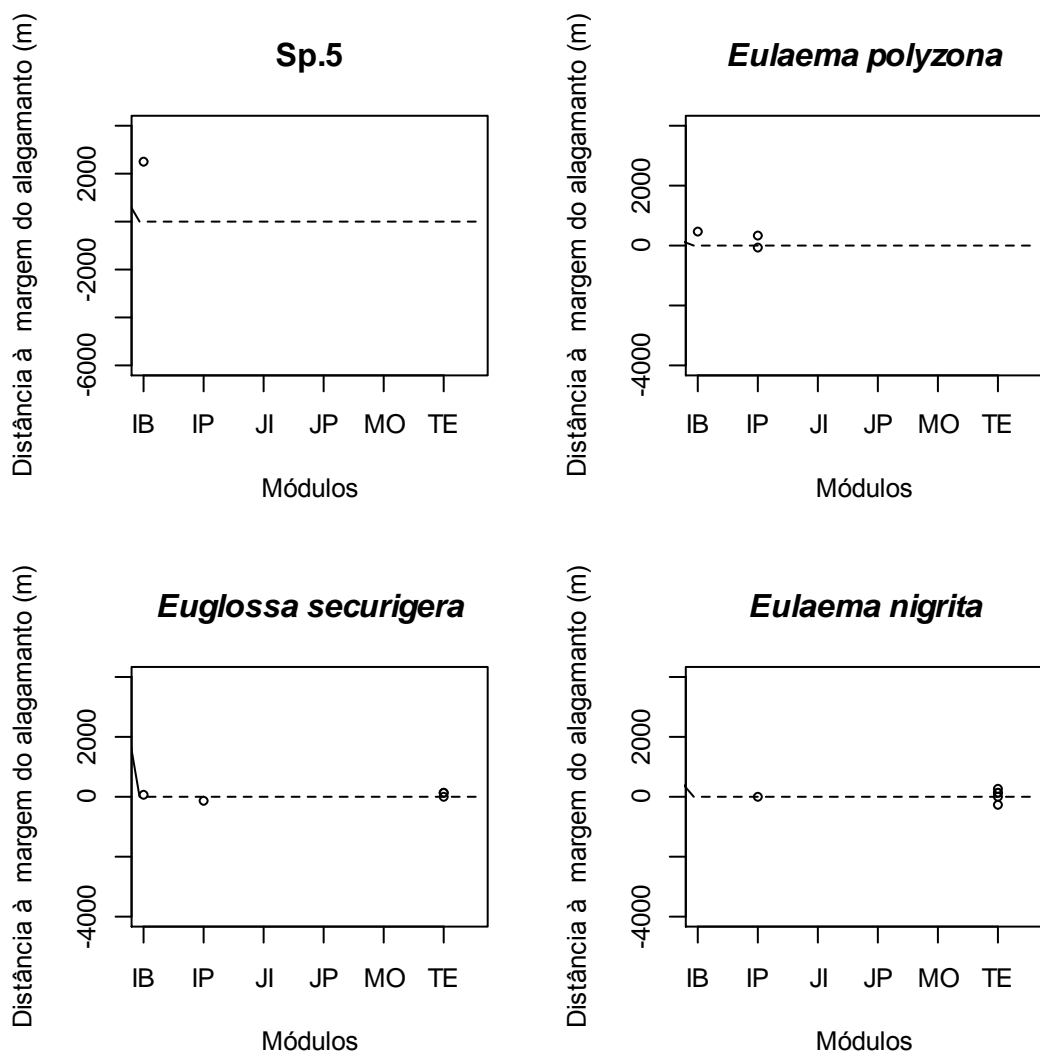 Sp.5
Distância à margem do alagamanto (m)
2000
-2000
-6000
IB IP JI JP MO TE
Módulos
Eulaema polyzona
Distância à margem do alagamanto (m)
2000
0
-4000
IB IP JI JP MO TE
Módulos
Euglossa securigera
Distância à margem do alagamanto (m)
2000
0
-4000
IB IP JI JP MO TE
Módulos
Eulaema nigrita
Distância à margem do alagamanto (m)
2000
0
-4000
IB IP JI JP MO TE
Módulos